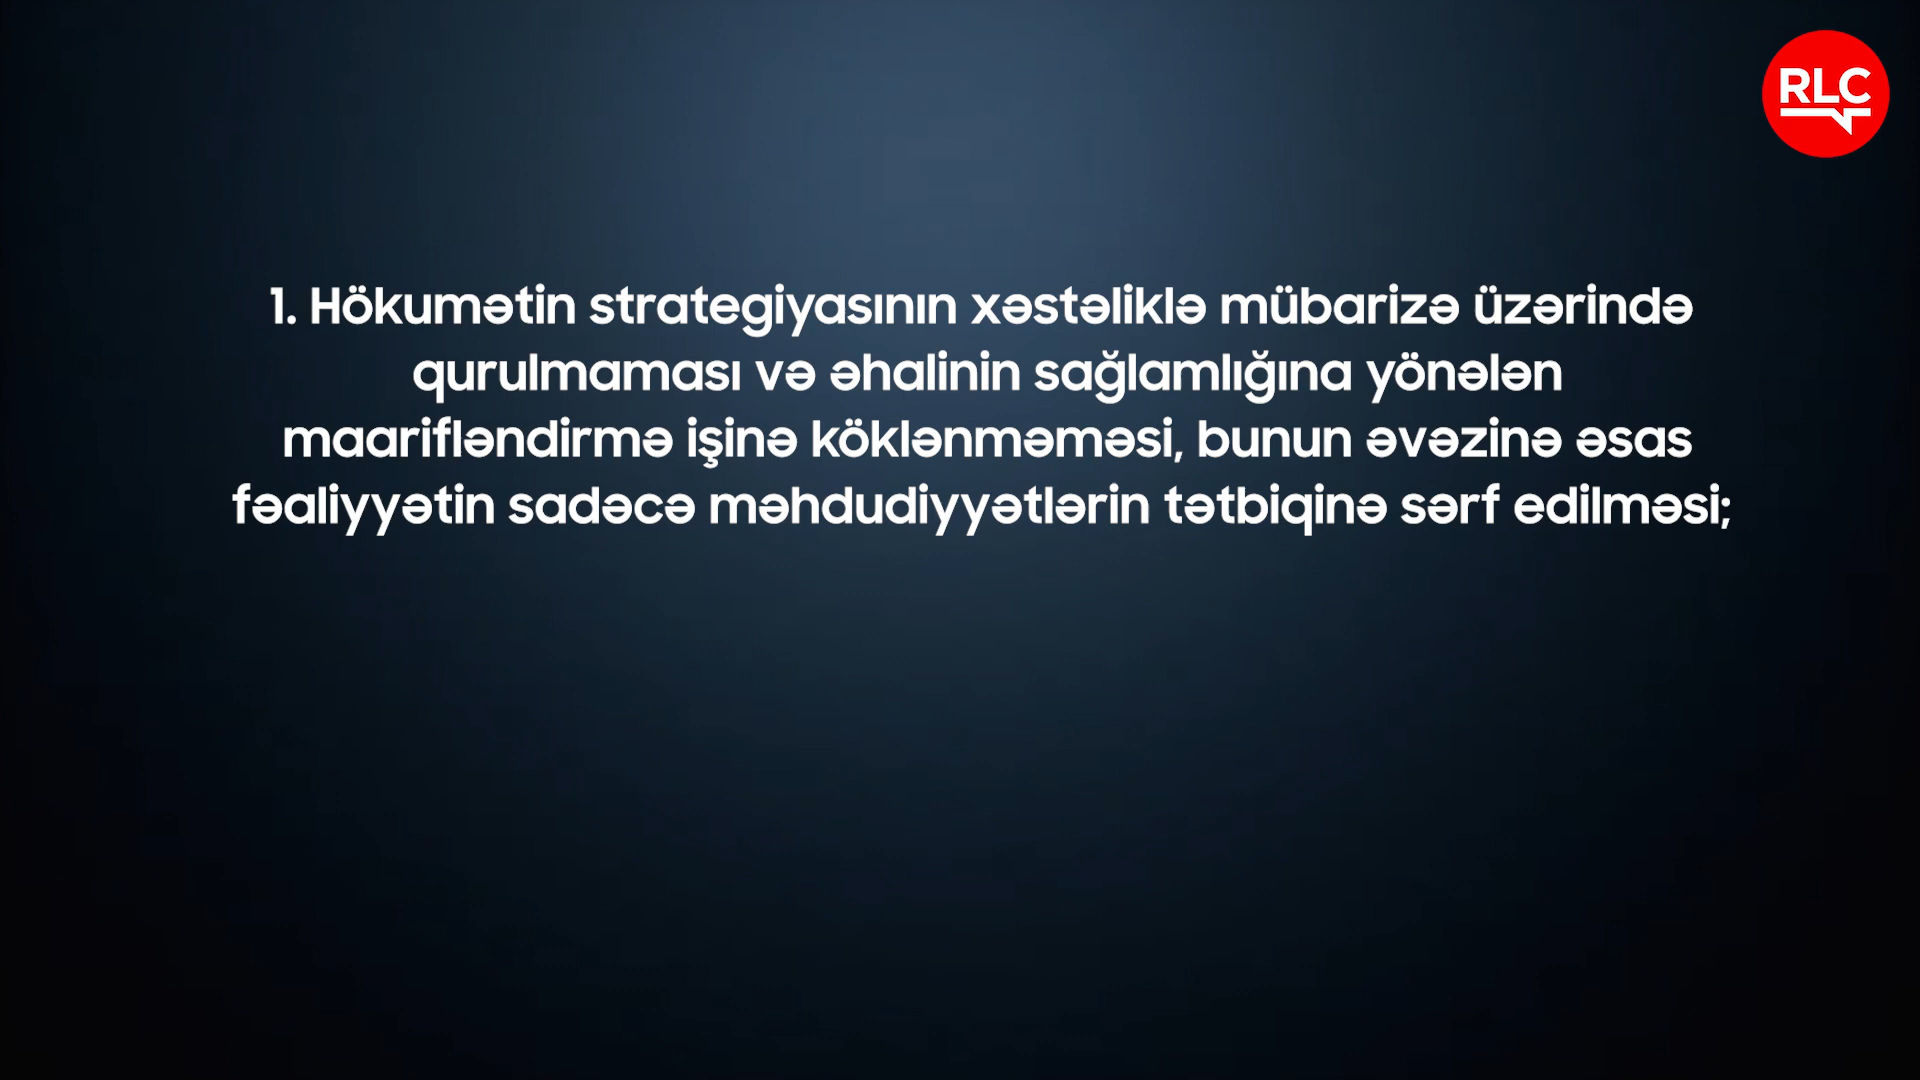 RLC
1. Hökumətin strategiyasının xəstəliklə mübarizə üzərində
qurulmaması və əhalinin sağlamlığına yönələn
maarifləndirmə işinə köklənməməsi, bunun əvəzinə əsas
fəaliyyətin sadəcə məhdudiyyətlərin tətbiqinə sərf edilməsi;